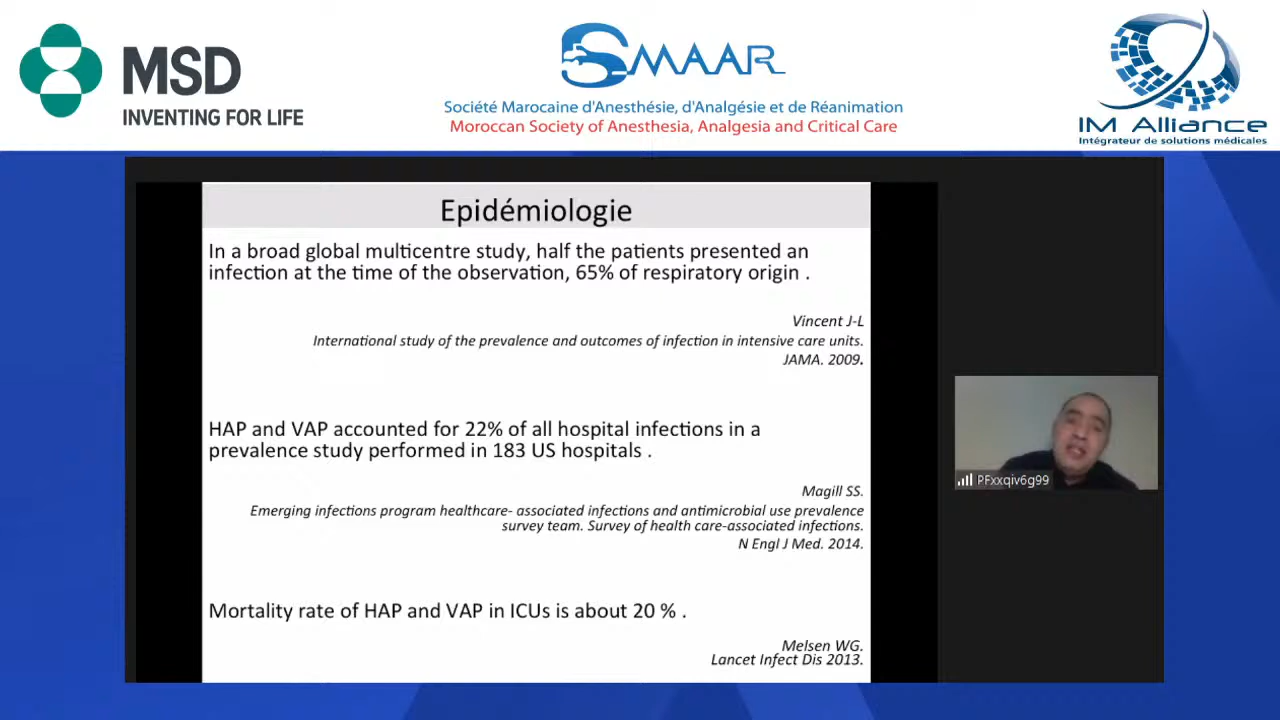 MSD
INVENTING FOR LIFE
SMAAR
Société Marocaine d'Anesthésie, d'Analgésie et de Réanimation
Moroccan Society of Anesthesia, Analgesia and Critical Care
IM Alliance
Intégrateur de solutions médicales
Epidémiologie
In a broad global multicentre study, half the patients presented an
infection at the time of the observation, 65% of respiratory origin .
Vincent J-L
International study of the prevalence and outcomes of infection in intensive care units.
JAMA. 2009.
HAP and VAP accounted for 22% of all hospital infections in a
prevalence study performed in 183 US hospitals .
Magill SS.
Emerging infections program healthcare- associated infections and antimicrobial use prevalence
survey team. Survey of health care-associated infections.
N Engl J Med. 2014.
Mortality rate of HAP and VAP in ICUs is about 20 % .
Melsen WG.
Lancet Infect Dis 2013.
PFxxqiv6g99